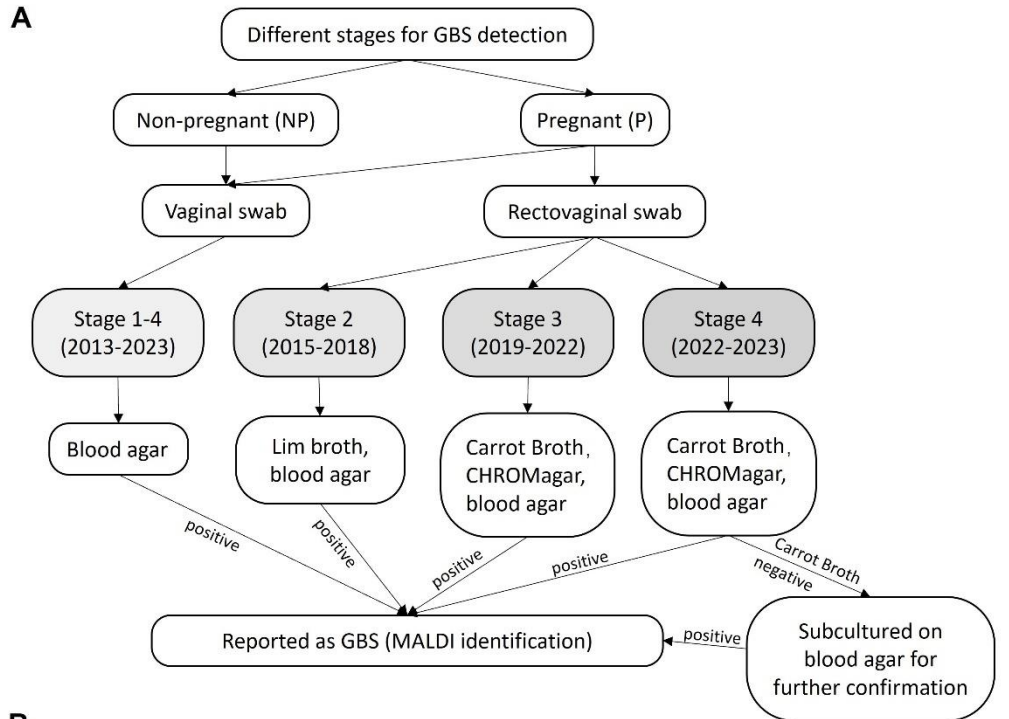 A
Different stages for GBS detection
Non-pregnant (NP)
Pregnant (P)
Vaginal swab
Rectovaginal swab
Stage 1-4
(2013-2023)
Stage 2
(2015-2018)
Stage 3
(2019-2022)
Stage 4
(2022-2023)
Blood agar
Lim broth,
blood agar
Carrot Broth,
CHROMagar,
blood agar
Carrot Broth,
CHROMagar,
blood agar
positive
positive
positive
positive
Carrot Broth
negative
Reported as GBS (MALDI identification)
positive
Subcultured on
blood agar for
further confirmation